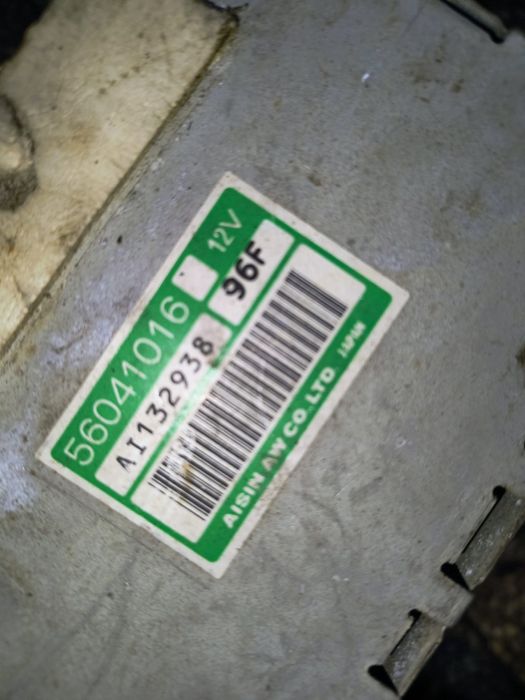 56041016 12V
AI132938 96F
AISIN AW CO.,LTD. JAPAN